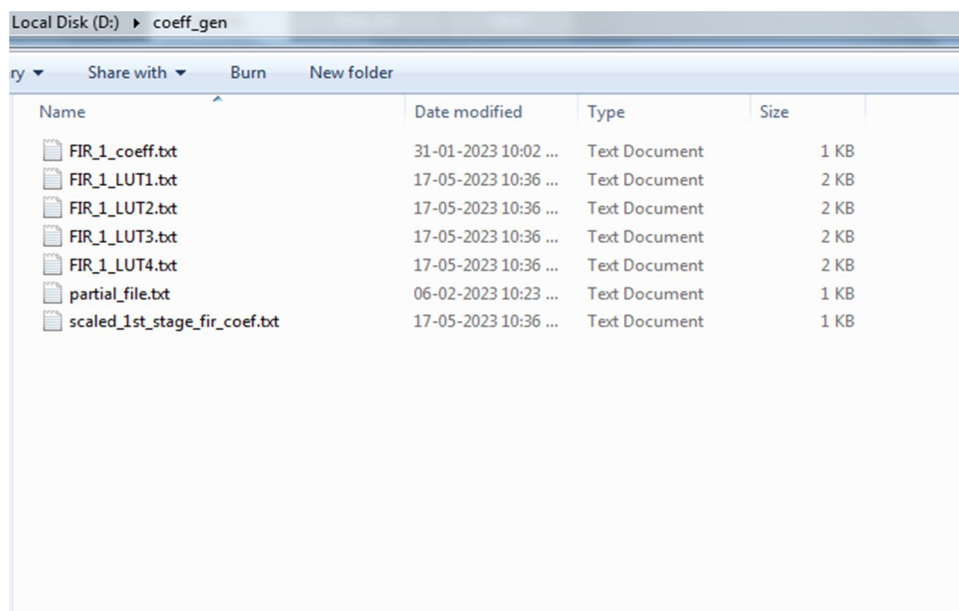 Local Disk (D:) ▸ coeff_gen
ry ▾ Share with ▾ Burn New folder
Name Date modified Type Size
FIR_1_coeff.txt 31-01-2023 10:02 ... Text Document 1 KB
FIR_1_LUT1.txt 17-05-2023 10:36 ... Text Document 2 KB
FIR_1_LUT2.txt 17-05-2023 10:36 ... Text Document 2 KB
FIR_1_LUT3.txt 17-05-2023 10:36 ... Text Document 2 KB
FIR_1_LUT4.txt 17-05-2023 10:36 ... Text Document 2 KB
partial_file.txt 06-02-2023 10:23 ... Text Document 1 KB
scaled_1st_stage_fir_coef.txt 17-05-2023 10:36 ... Text Document 1 KB